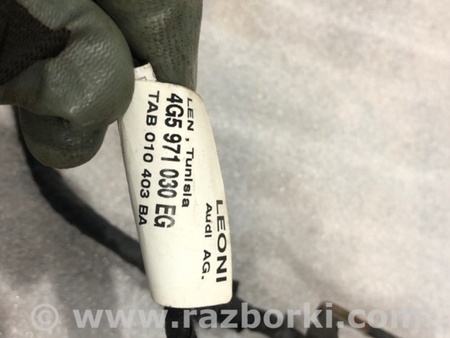 LEONI
Audi AG.
LEN , Tunisia
4G5 971 030 EG
TAB 010 403 BA
© www.razborki.com